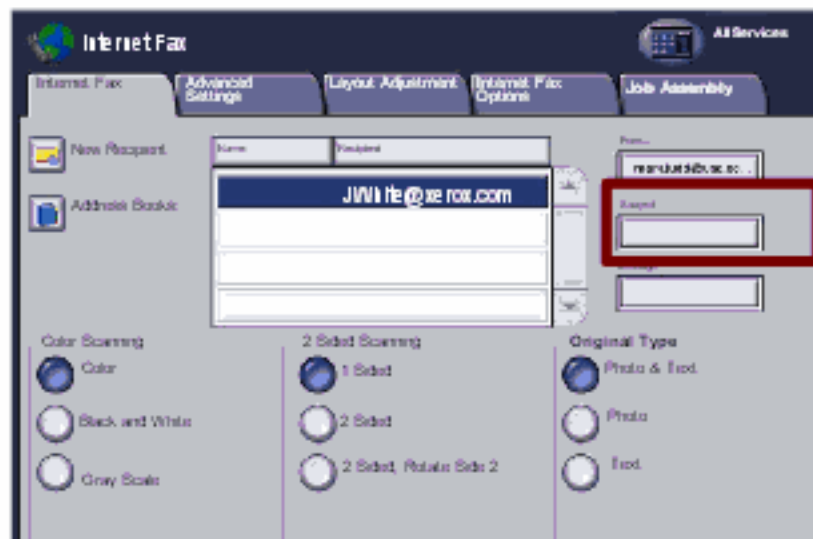 Internet Fax
All Services
Internet Fax
Advanced Settings
Layout Adjustment
Internet Fax Options
Job Assembly
New Recipient
Name
Recipient
From...
JWhite@xerox.com
Address Books
Color Scanning
2 Sided Scanning
Original Type
Color
1 Sided
Photo & Text
Black and White
2 Sided
Photo
Gray Scale
2 Sided, Rotate Side 2
Text